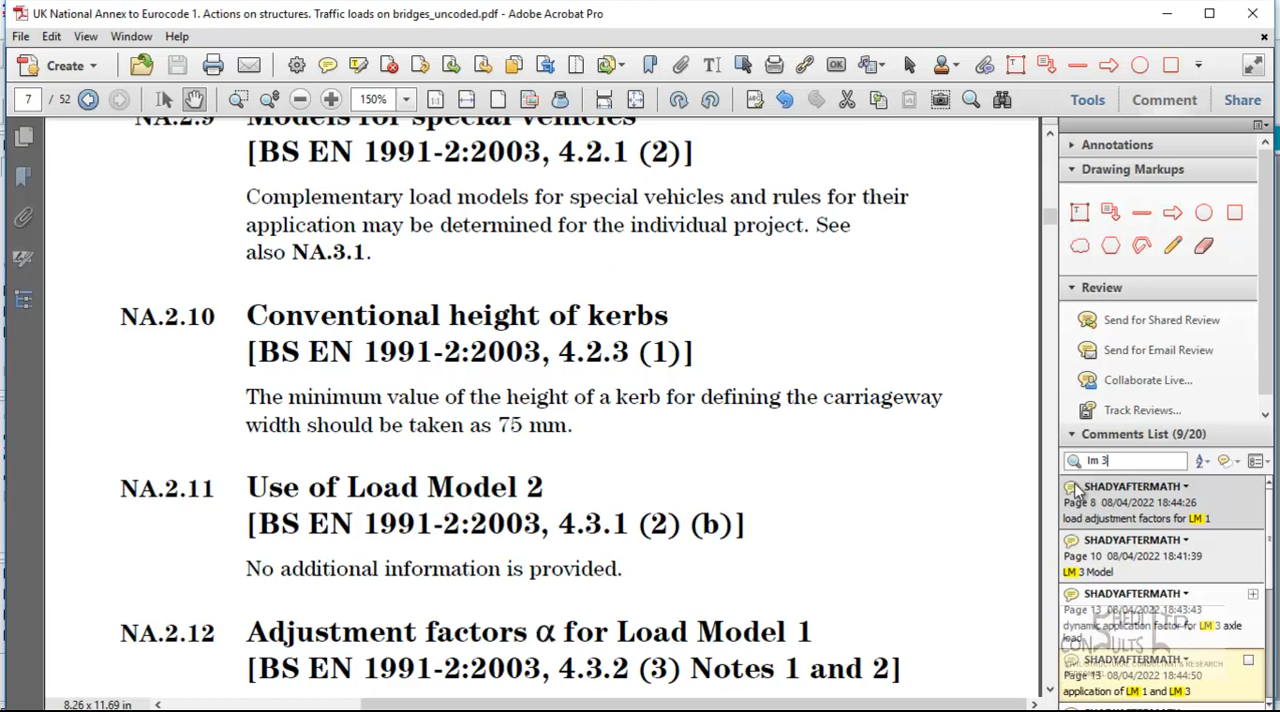 UK National Annex to Eurocode 1. Actions on structures. Traffic loads on bridges_uncoded.pdf - Adobe Acrobat Pro
File Edit View Window Help
Create
7 / 52 150% Tools Comment Share
NA.2.9 Models for special vehicles
[BS EN 1991-2:2003, 4.2.1 (2)]
Complementary load models for special vehicles and rules for their
application may be determined for the individual project. See
also NA.3.1.
NA.2.10 Conventional height of kerbs
[BS EN 1991-2:2003, 4.2.3 (1)]
The minimum value of the height of a kerb for defining the carriageway
width should be taken as 75 mm.
NA.2.11 Use of Load Model 2
[BS EN 1991-2:2003, 4.3.1 (2) (b)]
No additional information is provided.
NA.2.12 Adjustment factors α for Load Model 1
[BS EN 1991-2:2003, 4.3.2 (3) Notes 1 and 2]
8.26 x 11.69 in
Annotations
Drawing Markups
Review
Send for Shared Review
Send for Email Review
Collaborate Live...
Track Reviews...
Comments List (9/20)
lm 3
SHADYAFTERMATH
Page 8 08/04/2022 18:44:26
load adjustment factors for LM 1
SHADYAFTERMATH
Page 10 08/04/2022 18:41:39
LM 3 Model
SHADYAFTERMATH
Page 13 08/04/2022 18:43:43
dynamic application factor for LM 3 axle
load
CONSULTS
SHADYAFTERMATH
Page 13 08/04/2022 18:44:50
application of LM 1 and LM 3